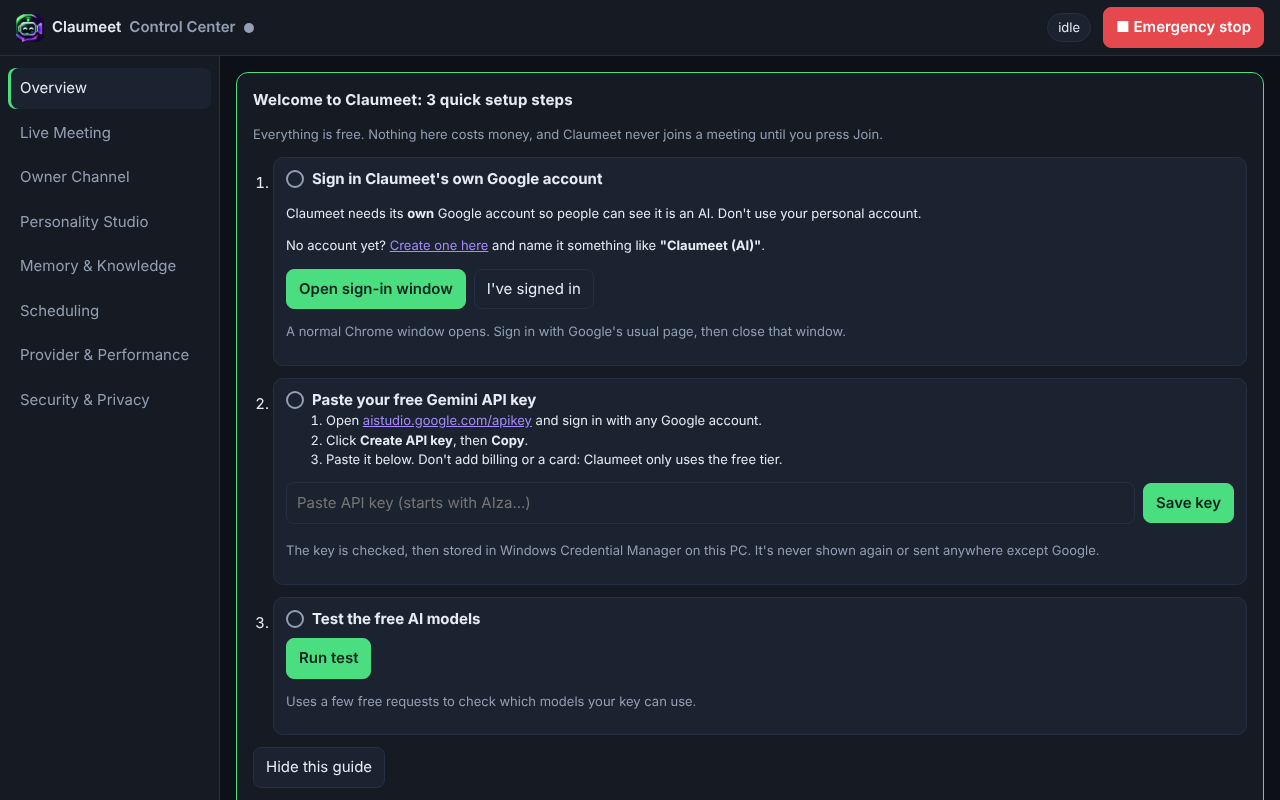 Claumeet Control Center
idle
Emergency stop
Overview
Live Meeting
Owner Channel
Personality Studio
Memory & Knowledge
Scheduling
Provider & Performance
Security & Privacy
Welcome to Claumeet: 3 quick setup steps
Everything is free. Nothing here costs money, and Claumeet never joins a meeting until you press Join.
1. Sign in Claumeet's own Google account
Claumeet needs its own Google account so people can see it is an AI. Don't use your personal account.
No account yet? Create one here and name it something like "Claumeet (AI)".
Open sign-in window I've signed in
A normal Chrome window opens. Sign in with Google's usual page, then close that window.
2. Paste your free Gemini API key
1. Open aistudio.google.com/apikey and sign in with any Google account.
2. Click Create API key, then Copy.
3. Paste it below. Don't add billing or a card: Claumeet only uses the free tier.
Paste API key (starts with AIza...) Save key
The key is checked, then stored in Windows Credential Manager on this PC. It's never shown again or sent anywhere except Google.
3. Test the free AI models
Run test
Uses a few free requests to check which models your key can use.
Hide this guide